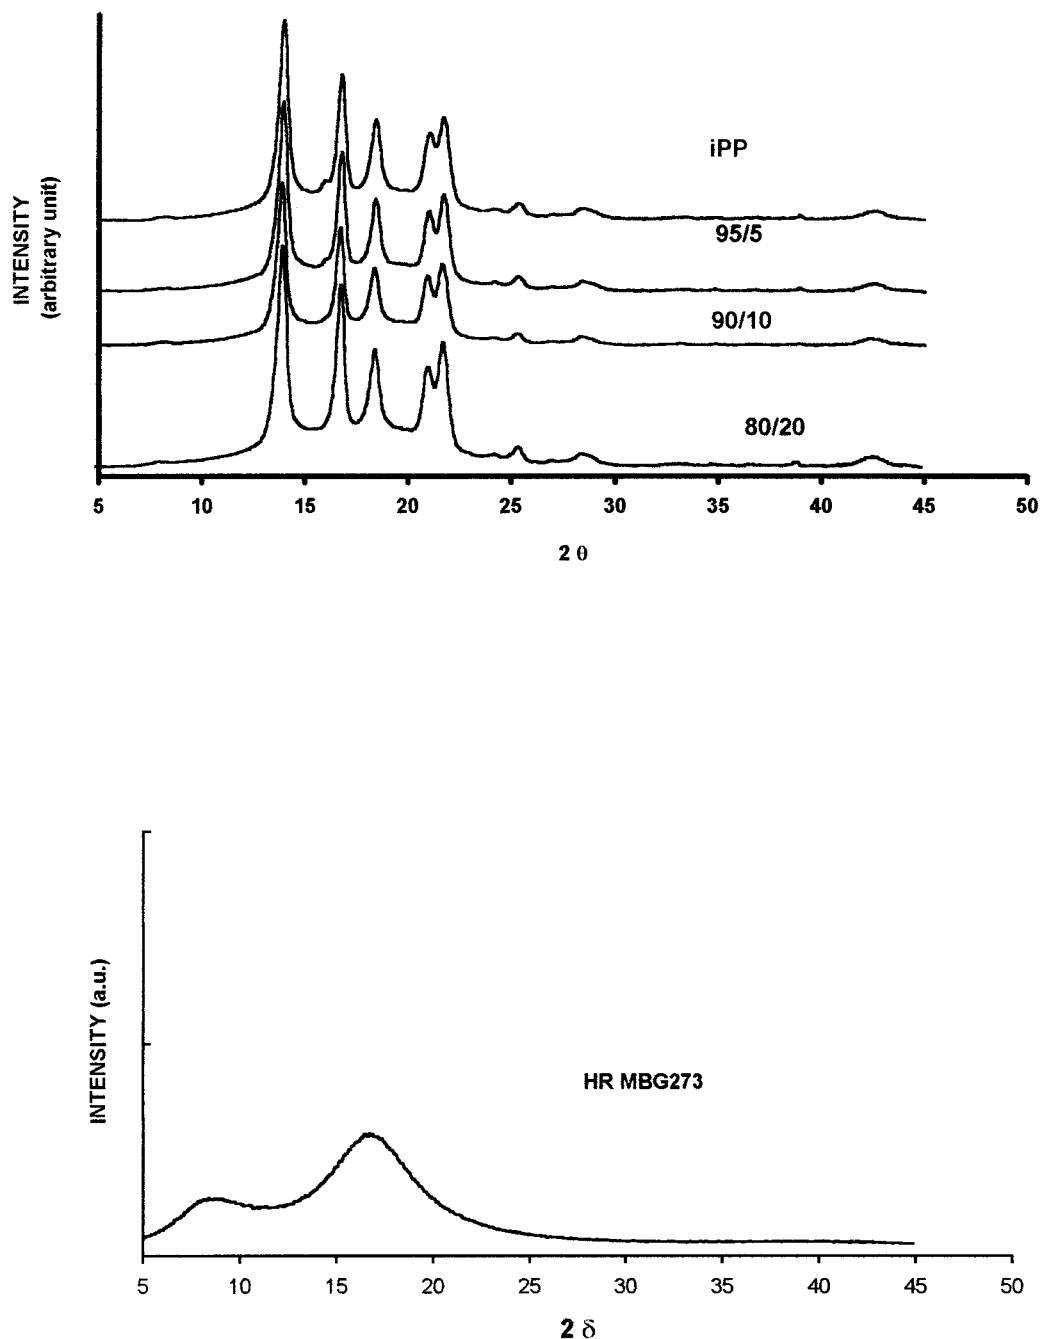 INTENSITY
(arbitrary unit)
iPP
95/5
90/10
80/20
5 10 15 20 25 30 35 40 45 50
2 θ
INTENSITY (a.u.)
HR MBG273
5 10 15 20 25 30 35 40 45 50
2 δ